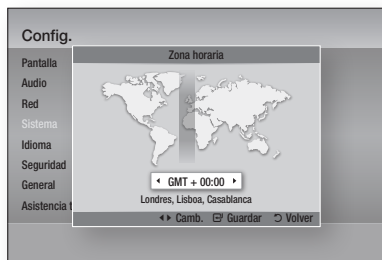 Config.
Zona horaria
Pantalla
Audio
Red
Sistema
Idioma
Seguridad
General
Asistencia t
GMT + 00:00
Londres, Lisboa, Casablanca
Camb. Guardar Volver